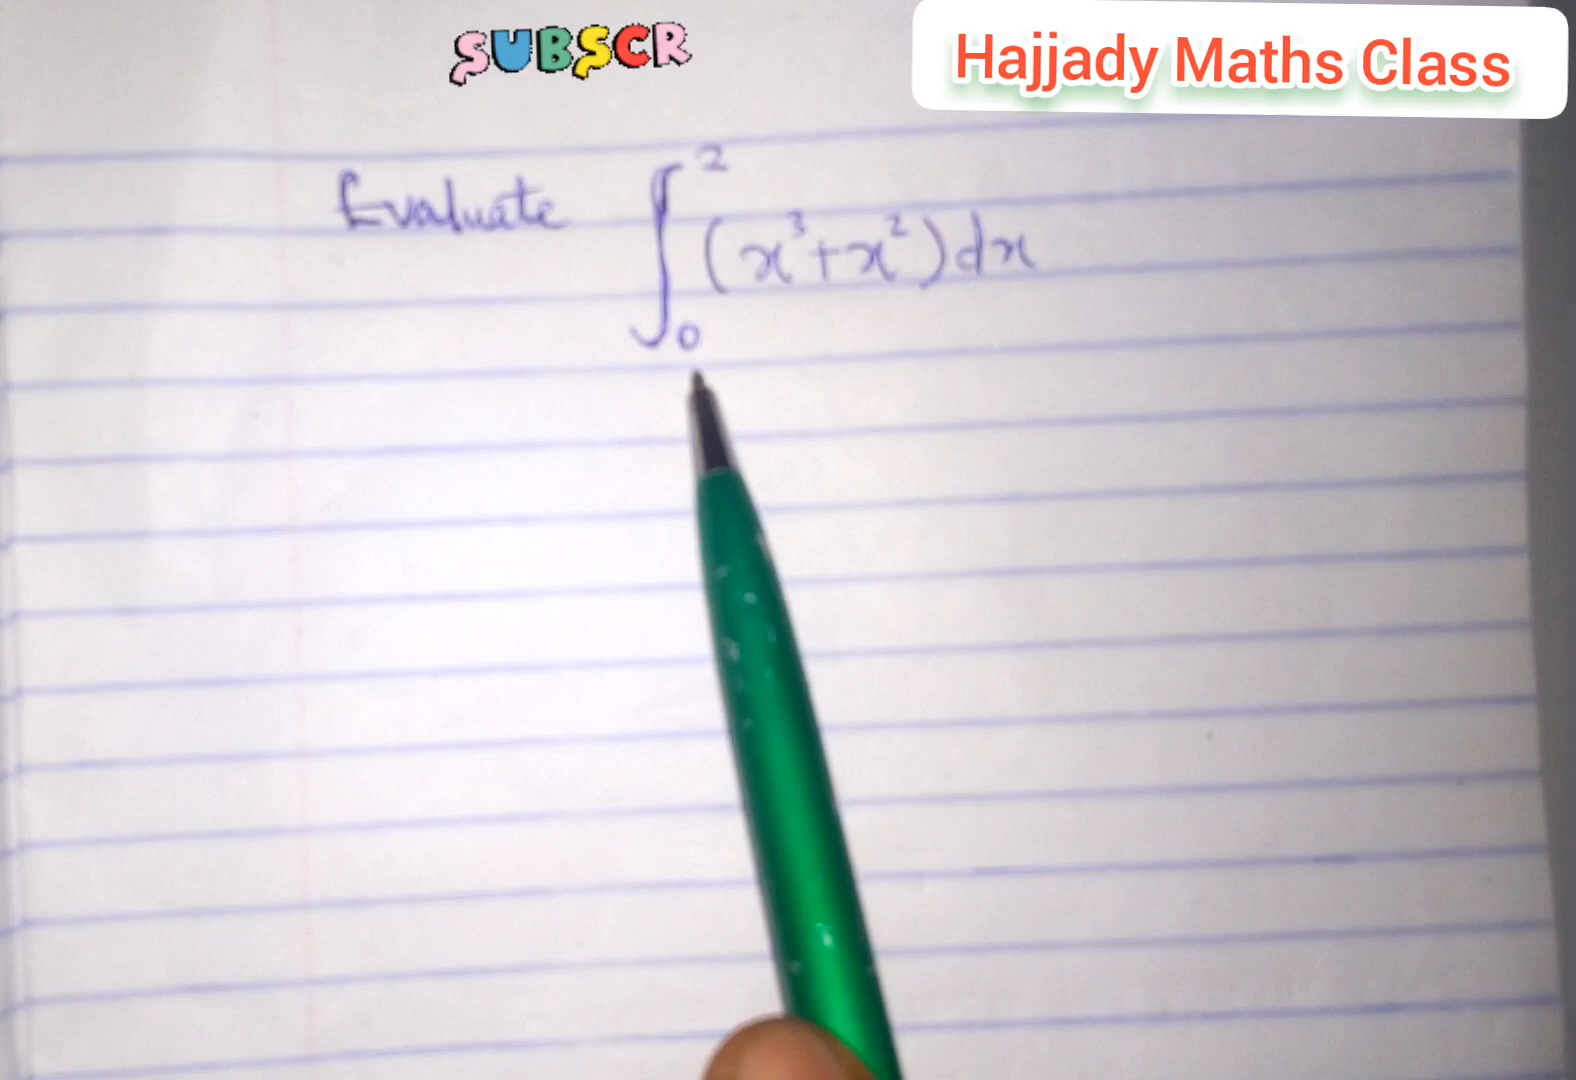 SUBSCR
Hajjady Maths Class
Evaluate ∫₀² (x³+x²)dx